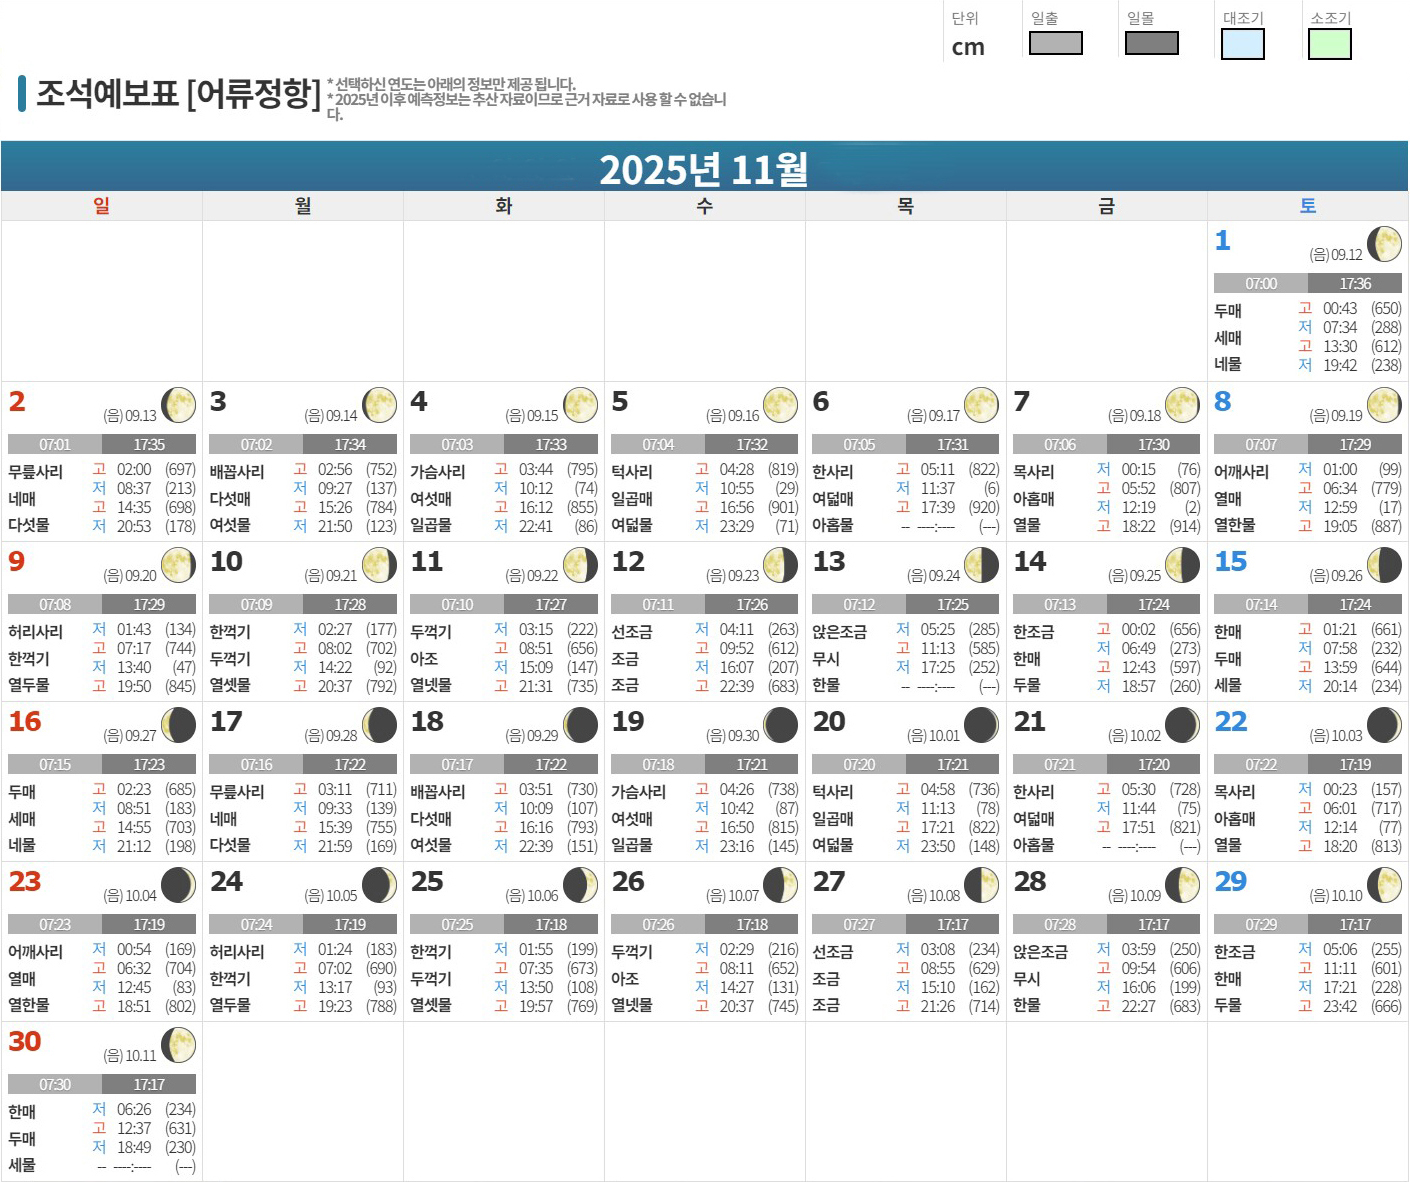 단위 일출 일몰 대조기 소조기
cm
조석예보표 [어류정항]
* 선택하신 연도는 아래의 정보만 제공 됩니다.
* 2025년 이후 예측정보는 추산 자료이므로 근거 자료로 사용 할 수 없습니
다.
2025년 11월
일 월 화 수 목 금 토
1 (음) 09.12
07:00 17:36
두매 세매 네물
고 00:43 (650)
저 07:34 (288)
고 13:30 (612)
저 19:42 (238)
2 (음) 09.13
07:01 17:35
무릎사리 네매 다섯물
고 02:00 (697)
저 08:37 (213)
고 14:35 (698)
저 20:53 (178)
3 (음) 09.14
07:02 17:34
배꼽사리 다섯매 여섯물
고 02:56 (752)
저 09:27 (137)
고 15:26 (784)
저 21:50 (123)
4 (음) 09.15
07:03 17:33
가슴사리 여섯매 일곱물
고 03:44 (795)
저 10:12 (74)
고 16:12 (855)
저 22:41 (86)
5 (음) 09.16
07:04 17:32
턱사리 일곱매 여덟물
고 04:28 (819)
저 10:55 (29)
고 16:56 (901)
저 23:29 (71)
6 (음) 09.17
07:05 17:31
한사리 여덟매 아홉물
고 05:11 (822)
저 11:37 (6)
고 17:39 (920)
-- ----:---- (---)
7 (음) 09.18
07:06 17:30
목사리 아홉매 열물
저 00:15 (76)
고 05:52 (807)
저 12:19 (2)
고 18:22 (914)
8 (음) 09.19
07:07 17:29
어깨사리 열매 열한물
저 01:00 (99)
고 06:34 (779)
저 12:59 (17)
고 19:05 (887)
9 (음) 09.20
07:08 17:29
허리사리 한꺽기 열두물
저 01:43 (134)
고 07:17 (744)
저 13:40 (47)
고 19:50 (845)
10 (음) 09.21
07:09 17:28
한꺽기 두꺽기 열셋물
저 02:27 (177)
고 08:02 (702)
저 14:22 (92)
고 20:37 (792)
11 (음) 09.22
07:10 17:27
두꺽기 아조 열넷물
저 03:15 (222)
고 08:51 (656)
저 15:09 (147)
고 21:31 (735)
12 (음) 09.23
07:11 17:26
선조금 조금 조금
저 04:11 (263)
고 09:52 (612)
저 16:07 (207)
고 22:39 (683)
13 (음) 09.24
07:12 17:25
앉은조금 무시 한물
저 05:25 (285)
고 11:13 (585)
저 17:25 (252)
-- ----:---- (---)
14 (음) 09.25
07:13 17:24
한조금 한매 두물
고 00:02 (656)
저 06:49 (273)
고 12:43 (597)
저 18:57 (260)
15 (음) 09.26
07:14 17:24
한매 두매 세물
고 01:21 (661)
저 07:58 (232)
고 13:59 (644)
저 20:14 (234)
16 (음) 09.27
07:15 17:23
두매 세매 네물
고 02:23 (685)
저 08:51 (183)
고 14:55 (703)
저 21:12 (198)
17 (음) 09.28
07:16 17:22
무릎사리 네매 다섯물
고 03:11 (711)
저 09:33 (139)
고 15:39 (755)
저 21:59 (169)
18 (음) 09.29
07:17 17:22
배꼽사리 다섯매 여섯물
고 03:51 (730)
저 10:09 (107)
고 16:16 (793)
저 22:39 (151)
19 (음) 09.30
07:18 17:21
가슴사리 여섯매 일곱물
고 04:26 (738)
저 10:42 (87)
고 16:50 (815)
저 23:16 (145)
20 (음) 10.01
07:20 17:21
턱사리 일곱매 여덟물
고 04:58 (736)
저 11:13 (78)
고 17:21 (822)
저 23:50 (148)
21 (음) 10.02
07:21 17:20
한사리 여덟매 아홉물
고 05:30 (728)
저 11:44 (75)
고 17:51 (821)
-- ----:---- (---)
22 (음) 10.03
07:22 17:19
목사리 아홉매 열물
저 00:23 (157)
고 06:01 (717)
저 12:14 (77)
고 18:20 (813)
23 (음) 10.04
07:23 17:19
어깨사리 열매 열한물
저 00:54 (169)
고 06:32 (704)
저 12:45 (83)
고 18:51 (802)
24 (음) 10.05
07:24 17:19
허리사리 한꺽기 열두물
저 01:24 (183)
고 07:02 (690)
저 13:17 (93)
고 19:23 (788)
25 (음) 10.06
07:25 17:18
한꺽기 두꺽기 열셋물
저 01:55 (199)
고 07:35 (673)
저 13:50 (108)
고 19:57 (769)
26 (음) 10.07
07:26 17:18
두꺽기 아조 열넷물
저 02:29 (216)
고 08:11 (652)
저 14:27 (131)
고 20:37 (745)
27 (음) 10.08
07:27 17:17
선조금 조금 조금
저 03:08 (234)
고 08:55 (629)
저 15:10 (162)
고 21:26 (714)
28 (음) 10.09
07:28 17:17
앉은조금 무시 한물
저 03:59 (250)
고 09:54 (606)
저 16:06 (199)
고 22:27 (683)
29 (음) 10.10
07:29 17:17
한조금 한매 두물
저 05:06 (255)
고 11:11 (601)
저 17:21 (228)
고 23:42 (666)
30 (음) 10.11
07:30 17:17
한매 두매 세물
저 06:26 (234)
고 12:37 (631)
저 18:49 (230)
-- ----:---- (---)